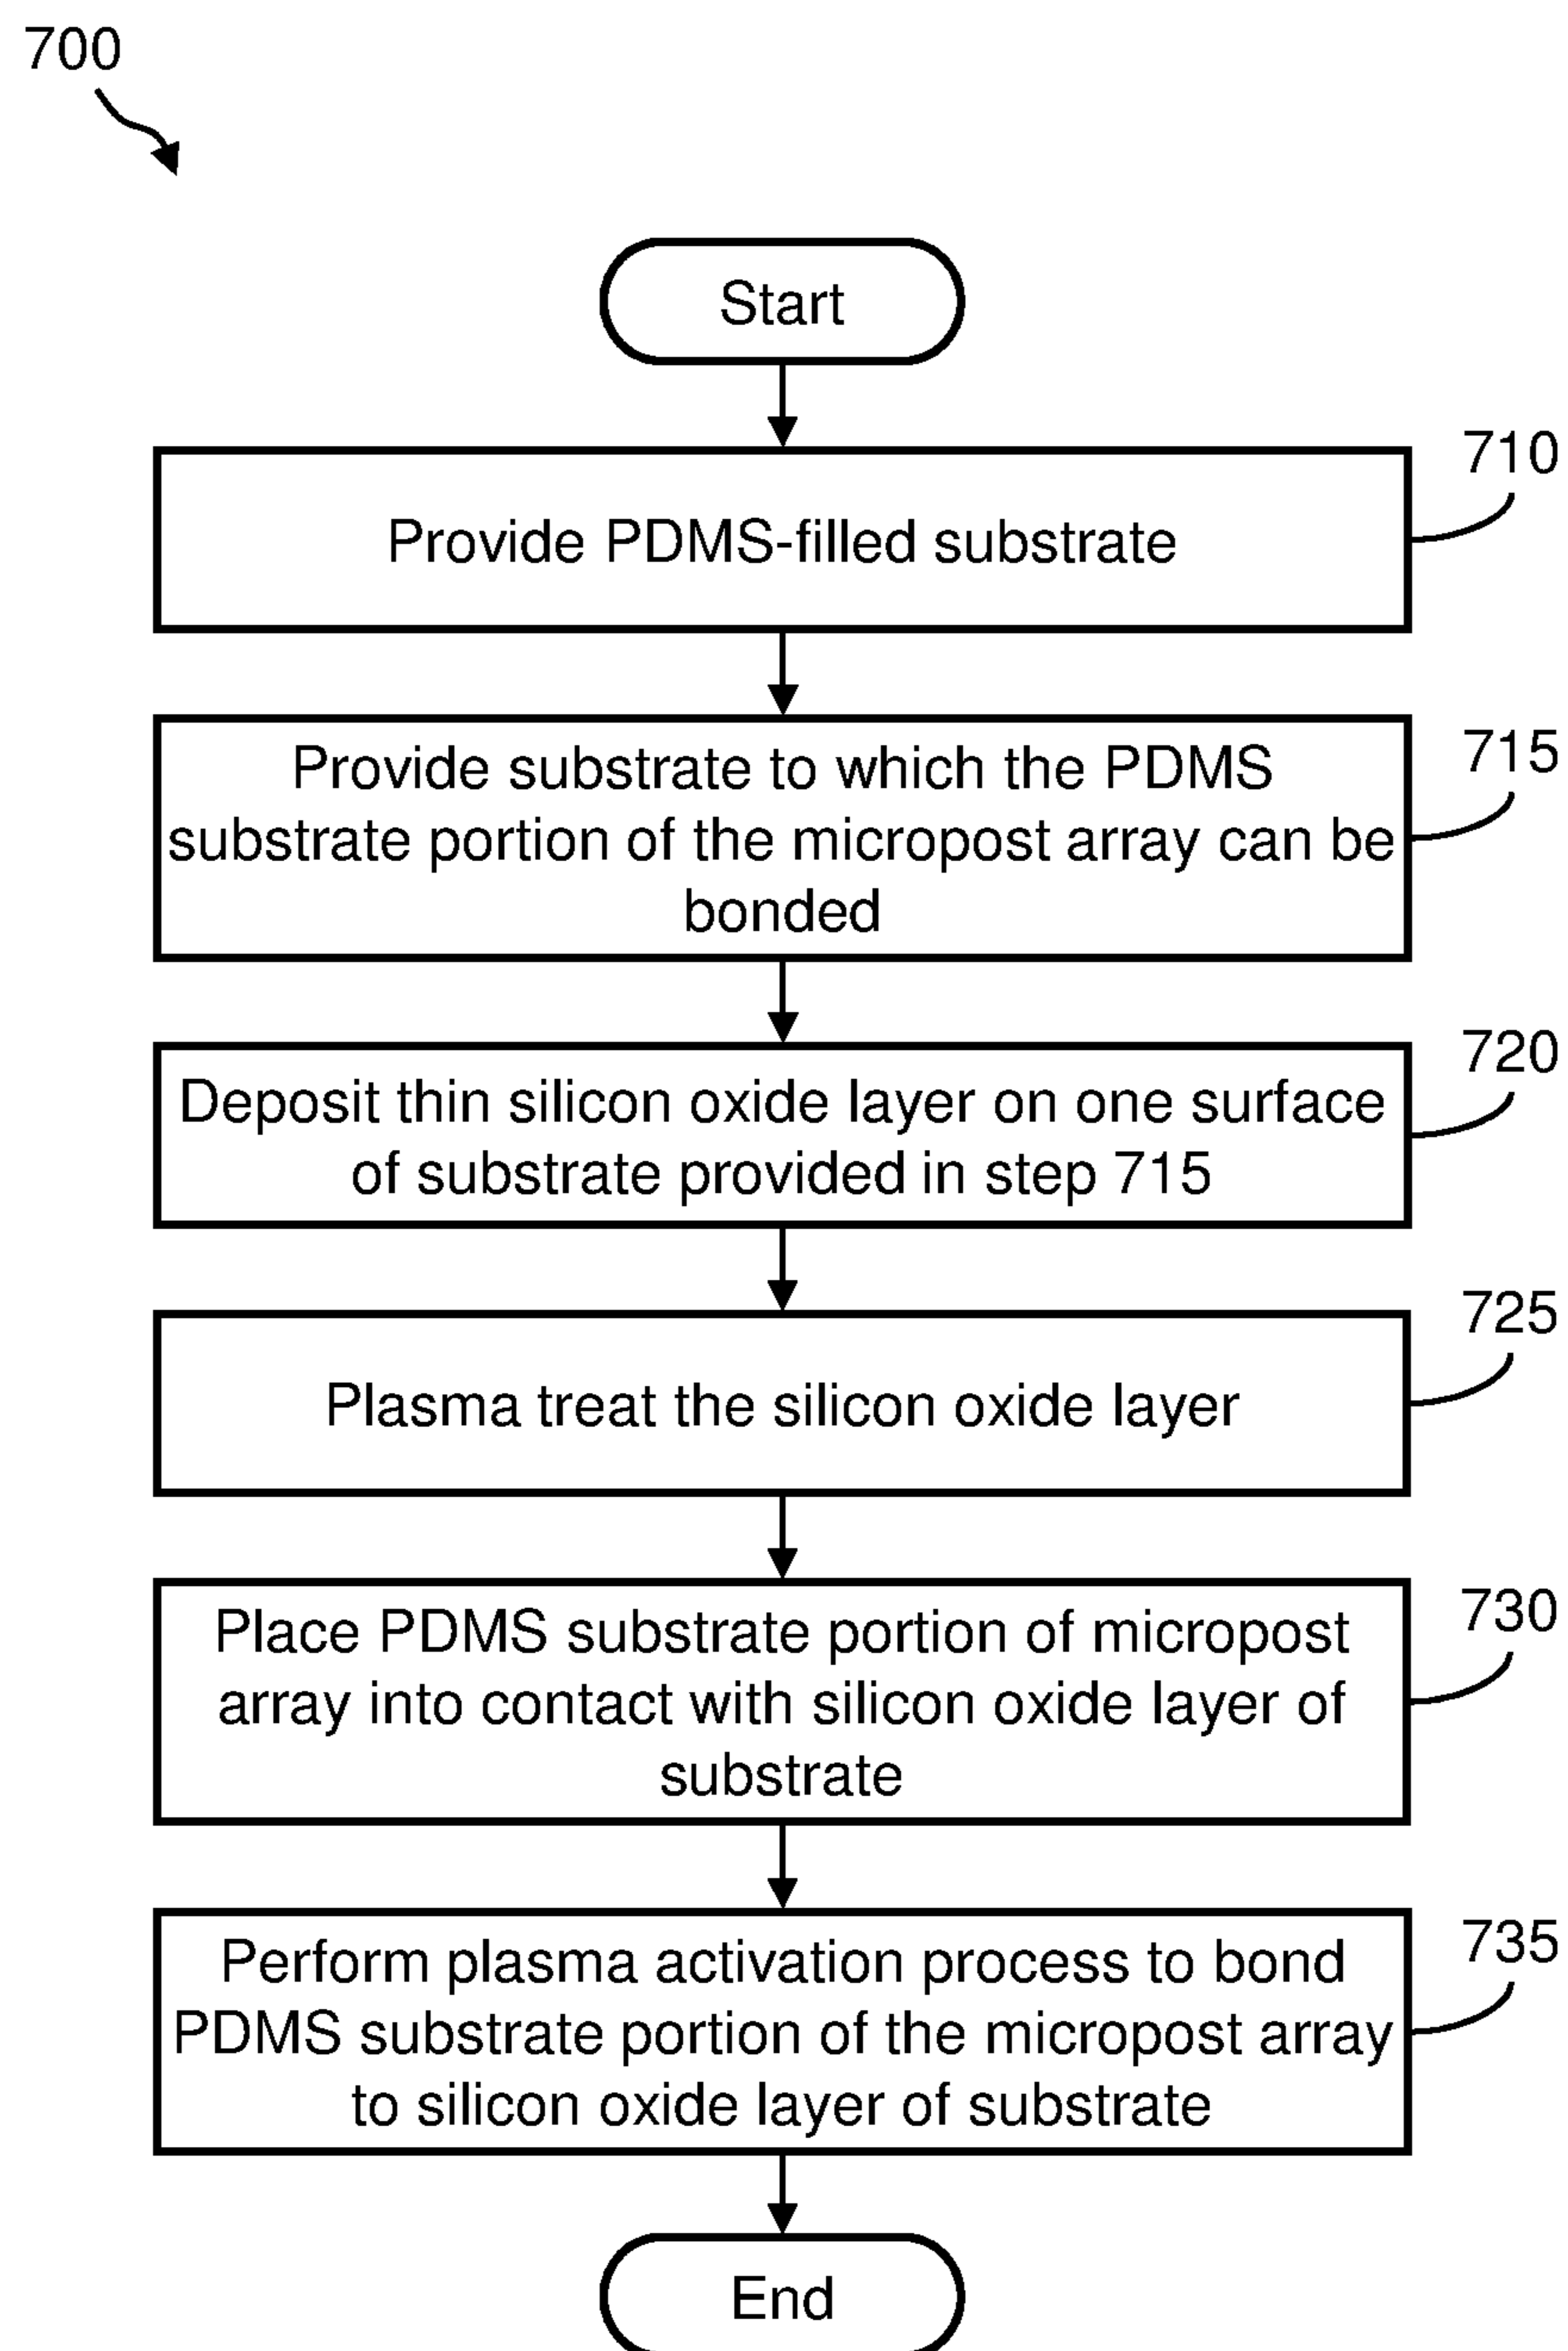 700
Start
710
Provide PDMS-filled substrate
715
Provide substrate to which the PDMS
substrate portion of the micropost array can be
bonded
720
Deposit thin silicon oxide layer on one surface
of substrate provided in step 715
725
Plasma treat the silicon oxide layer
730
Place PDMS substrate portion of micropost
array into contact with silicon oxide layer of
substrate
735
Perform plasma activation process to bond
PDMS substrate portion of the micropost array
to silicon oxide layer of substrate
End